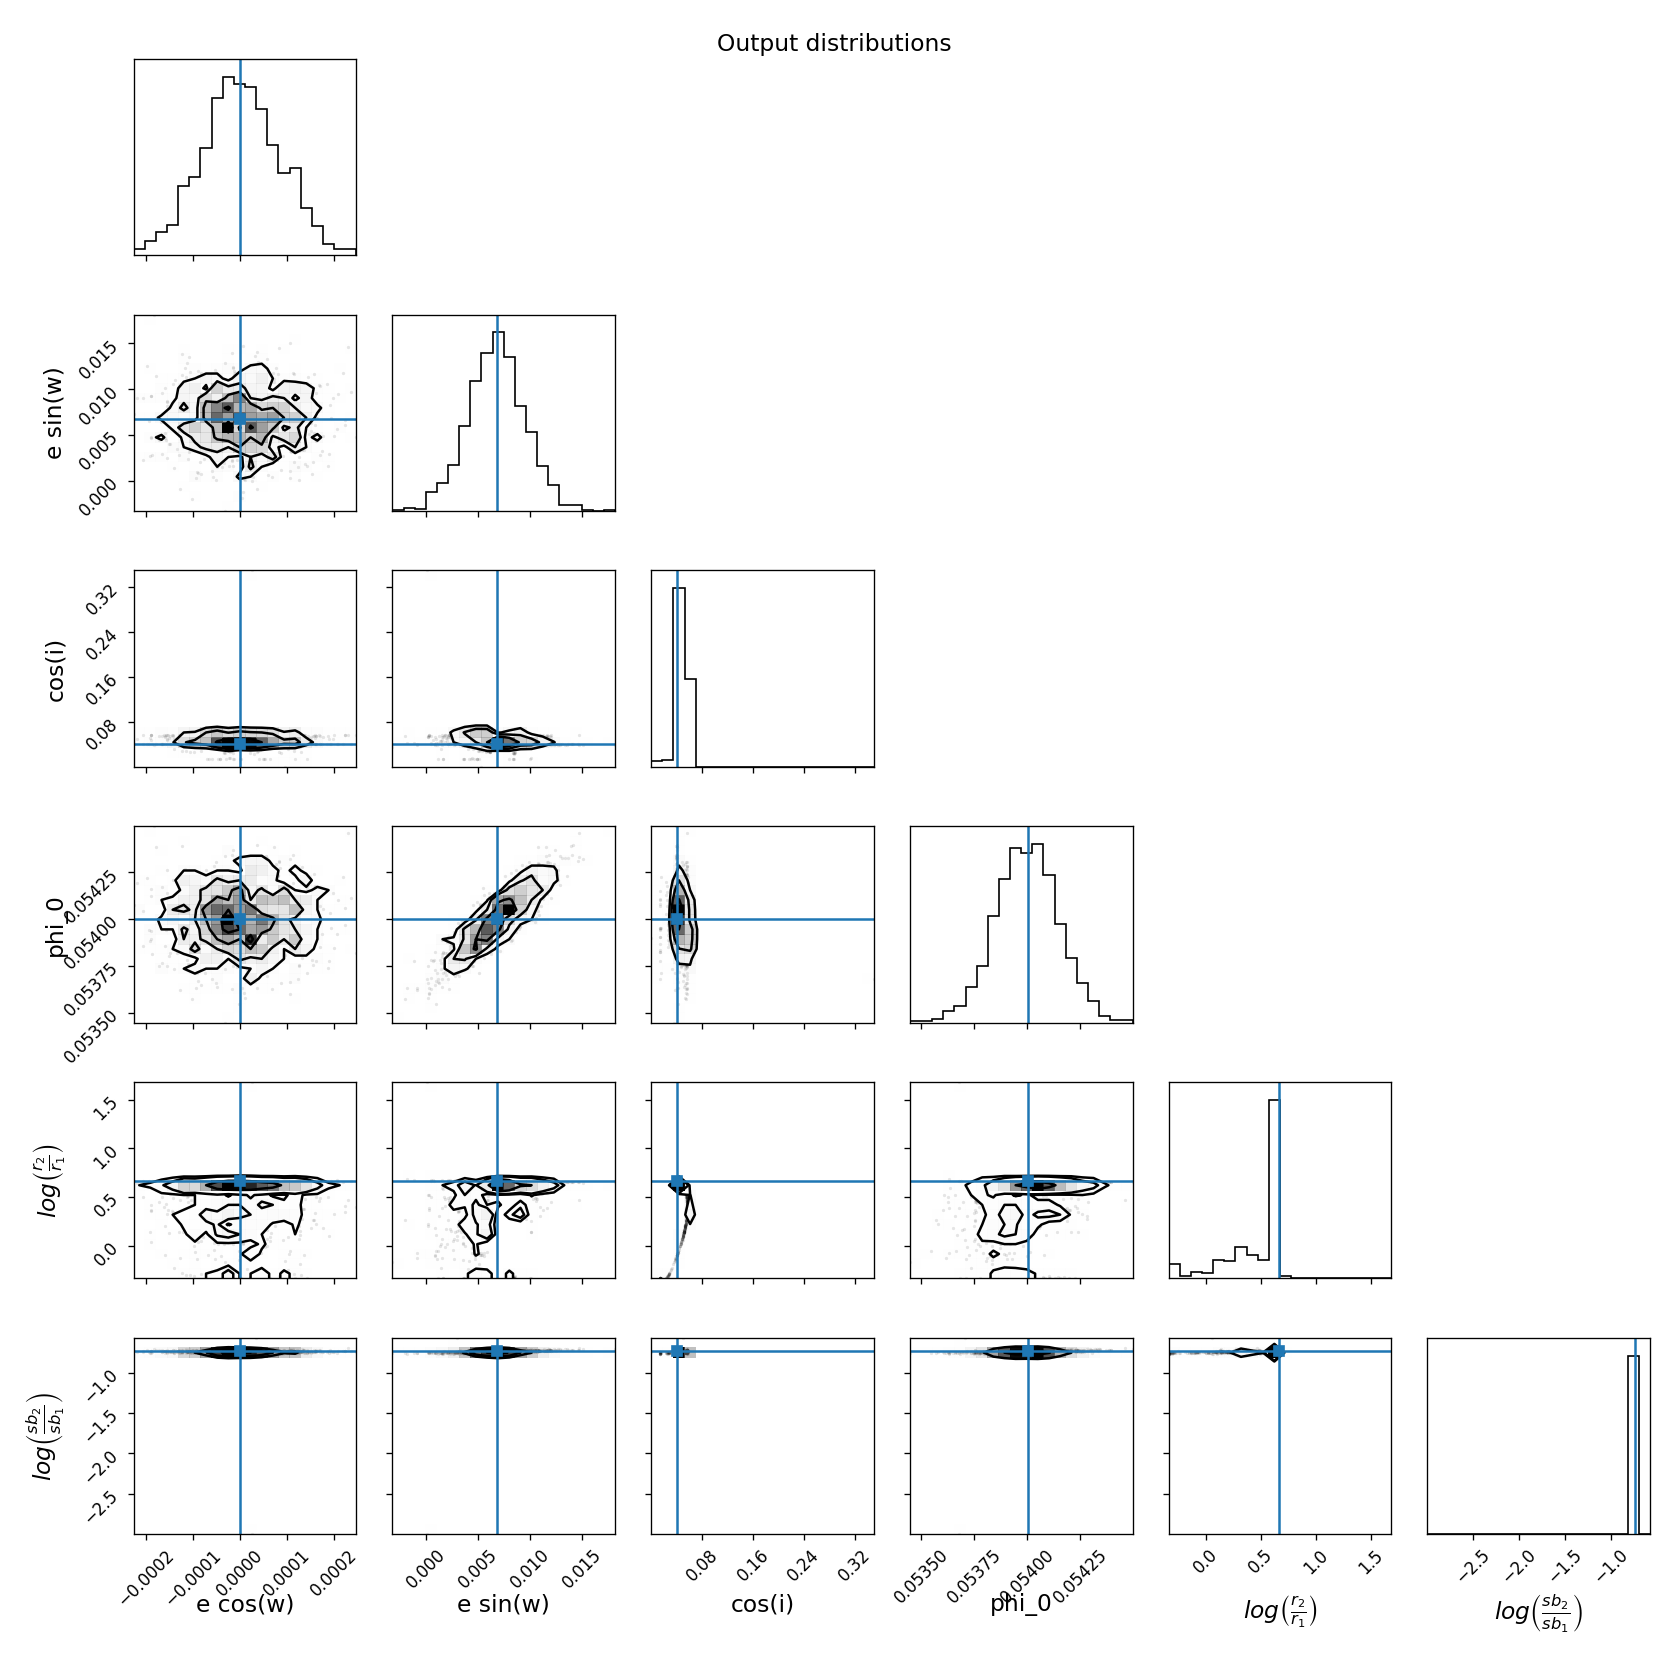 Output distributions
e sin(w)
0.015
0.010
0.005
0.000
cos(i)
0.32
0.24
0.16
0.08
phi_0
0.05425
0.05400
0.05375
0.05350
log(r₂/r₁)
1.5
1.0
0.5
0.0
log(sb₂/sb₁)
−1.0
−1.5
−2.0
−2.5
−0.0002 −0.0001 0.0000 0.0001 0.0002
0.000 0.005 0.010 0.015
0.08 0.16 0.24 0.32
0.05350 0.05375 0.05400 0.05425
0.0 0.5 1.0 1.5
−2.5 −2.0 −1.5 −1.0
e cos(w) e sin(w) cos(i) phi_0 log(r₂/r₁) log(sb₂/sb₁)